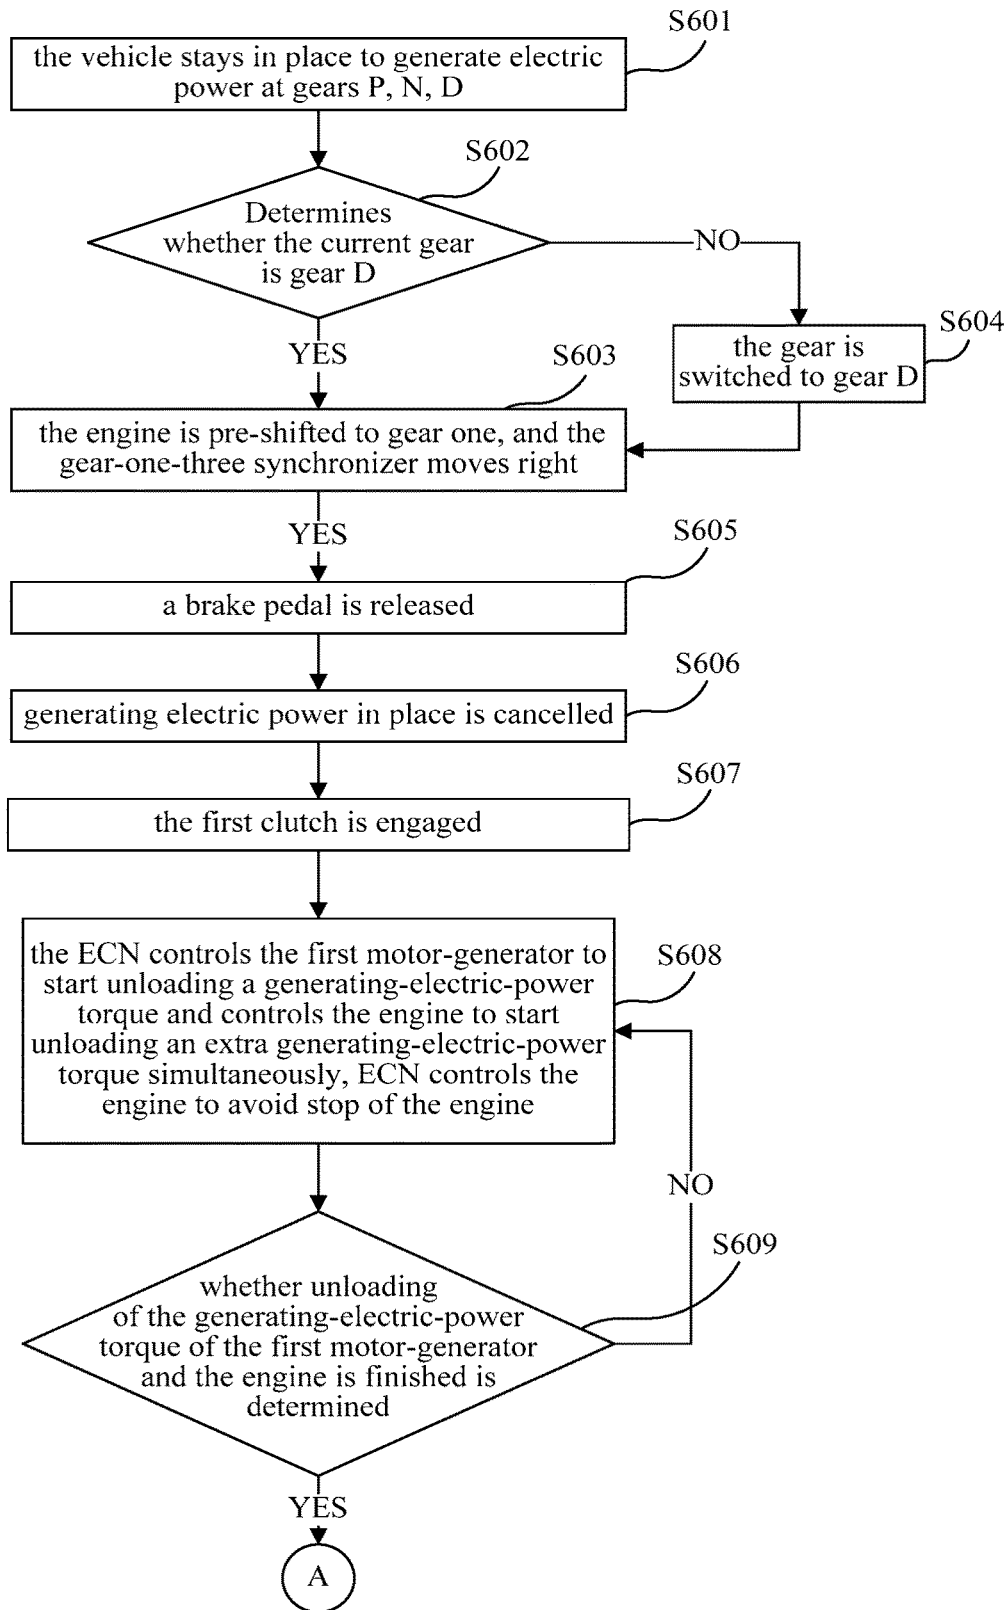 S601
the vehicle stays in place to generate electric
power at gears P, N, D
S602
Determines
whether the current gear
is gear D
NO
YES
S604
the gear is
switched to gear D
S603
the engine is pre-shifted to gear one, and the
gear-one-three synchronizer moves right
YES
S605
a brake pedal is released
S606
generating electric power in place is cancelled
S607
the first clutch is engaged
S608
the ECN controls the first motor-generator to
start unloading a generating-electric-power
torque and controls the engine to start
unloading an extra generating-electric-power
torque simultaneously, ECN controls the
engine to avoid stop of the engine
NO
S609
whether unloading
of the generating-electric-power
torque of the first motor-generator
and the engine is finished is
determined
YES
A